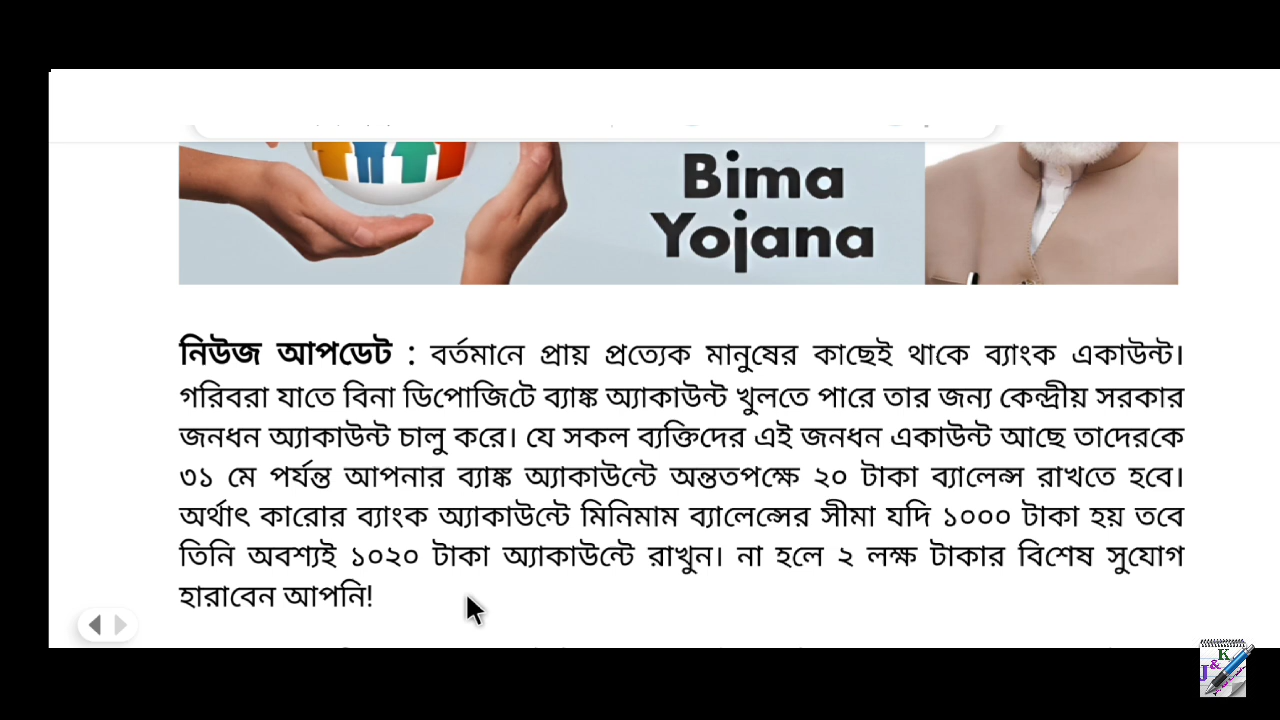 Bima
Yojana
নিউজ আপডেট : বর্তমানে প্রায় প্রত্যেক মানুষের কাছেই থাকে ব্যাংক একাউন্ট।
গরিবরা যাতে বিনা ডিপোজিটে ব্যাঙ্ক অ্যাকাউন্ট খুলতে পারে তার জন্য কেন্দ্রীয় সরকার
জনধন অ্যাকাউন্ট চালু করে। যে সকল ব্যক্তিদের এই জনধন একাউন্ট আছে তাদেরকে
৩১ মে পর্যন্ত আপনার ব্যাঙ্ক অ্যাকাউন্টে অন্ততপক্ষে ২০ টাকা ব্যালেন্স রাখতে হবে।
অর্থাৎ কারোর ব্যাংক অ্যাকাউন্টে মিনিমাম ব্যালেন্সের সীমা যদি ১০০০ টাকা হয় তবে
তিনি অবশ্যই ১০২০ টাকা অ্যাকাউন্টে রাখুন। না হলে ২ লক্ষ টাকার বিশেষ সুযোগ
হারাবেন আপনি!
J&K